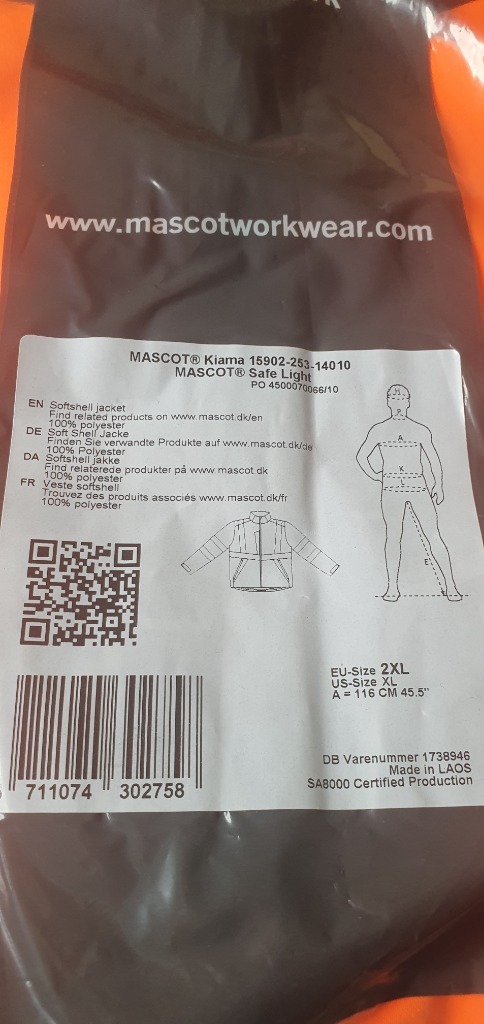 www.mascotworkwear.com
MASCOT® Kiama 15902-253-14010
MASCOT® Safe Light
PO 4500070066/10
EN Softshell jacket
Find related products on www.mascot.dk/en
100% polyester
DE Soft Shell Jacke
Finden Sie verwandte Produkte auf www.mascot.dk/de
100% Polyester
DA Softshell jakke
Find relaterede produkter på www mascot.dk
100% polyester
FR Veste softshell
Trouvez des produits associés www.mascot.dk/fr
100% polyester
H
P
A
K
L
E
EU-Size 2XL
US-Size XL
A = 116 CM 45.5"
711074 302758
DB Varenummer 1738946
Made in LAOS
SA8000 Certified Production